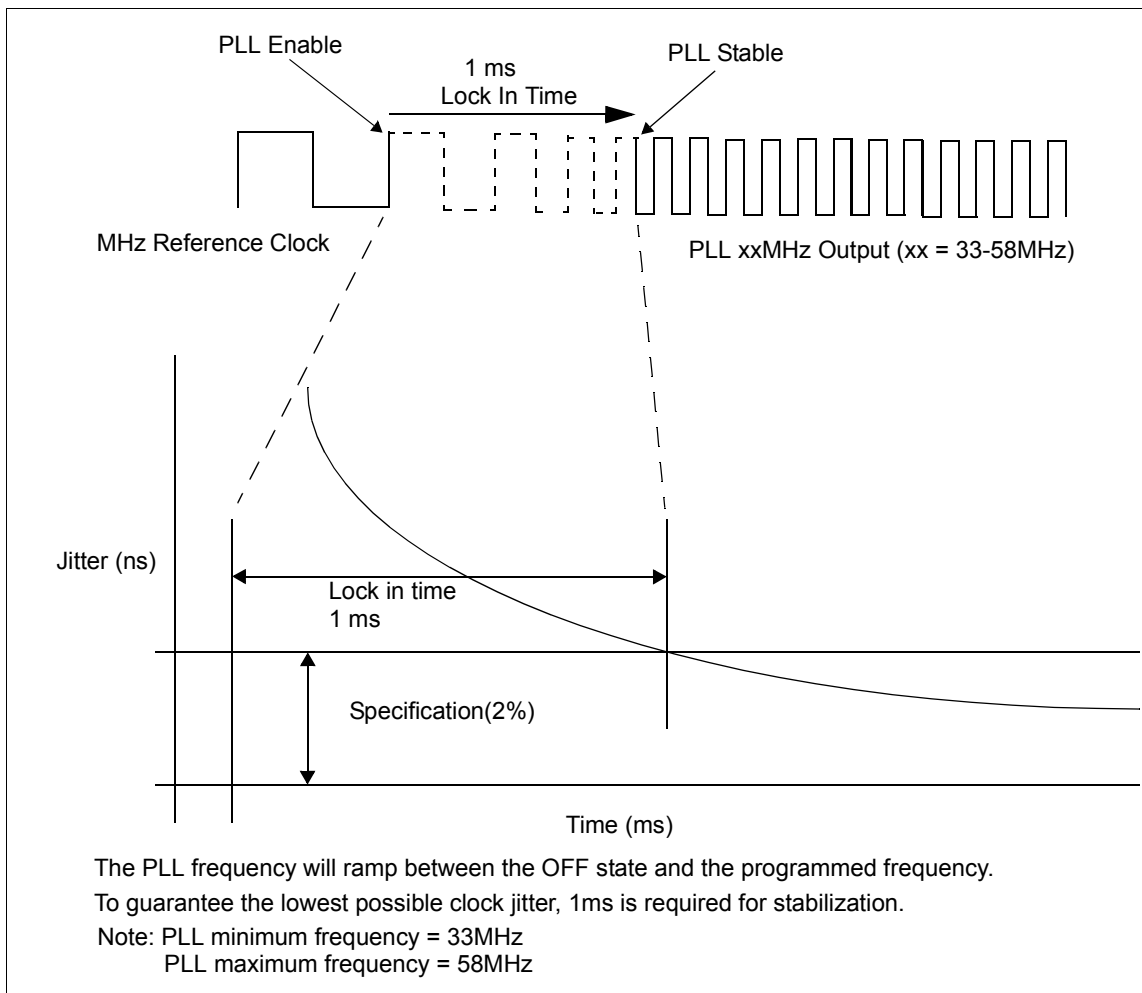 PLL Enable
1 ms
Lock In Time
PLL Stable
MHz Reference Clock
PLL xxMHz Output (xx = 33-58MHz)
Jitter (ns)
Lock in time
1 ms
Specification(2%)
Time (ms)
The PLL frequency will ramp between the OFF state and the programmed frequency.
To guarantee the lowest possible clock jitter, 1ms is required for stabilization.
Note: PLL minimum frequency = 33MHz
PLL maximum frequency = 58MHz